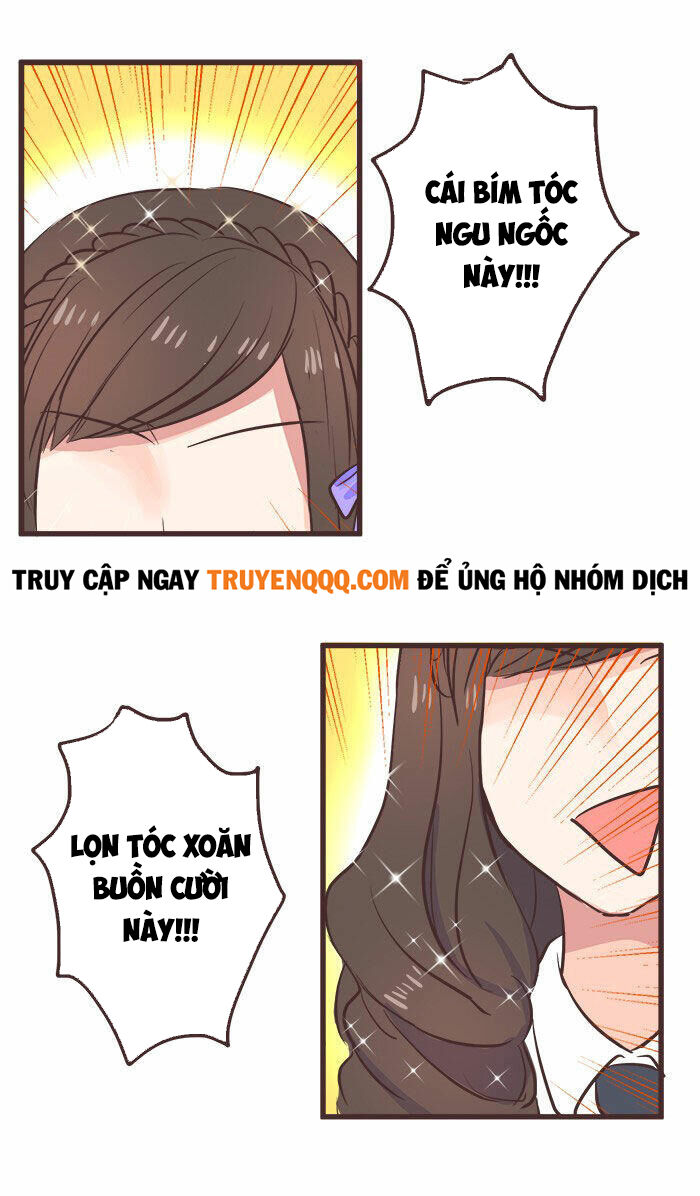 CÁI BÍM TÓC
NGU NGỐC
NÀY!!!
TRUY CẬP NGAY TRUYENQQQ.COM ĐỂ ỦNG HỘ NHÓM DỊCH
LỌN TÓC XOĂN
BUỒN CƯỜI
NÀY!!!